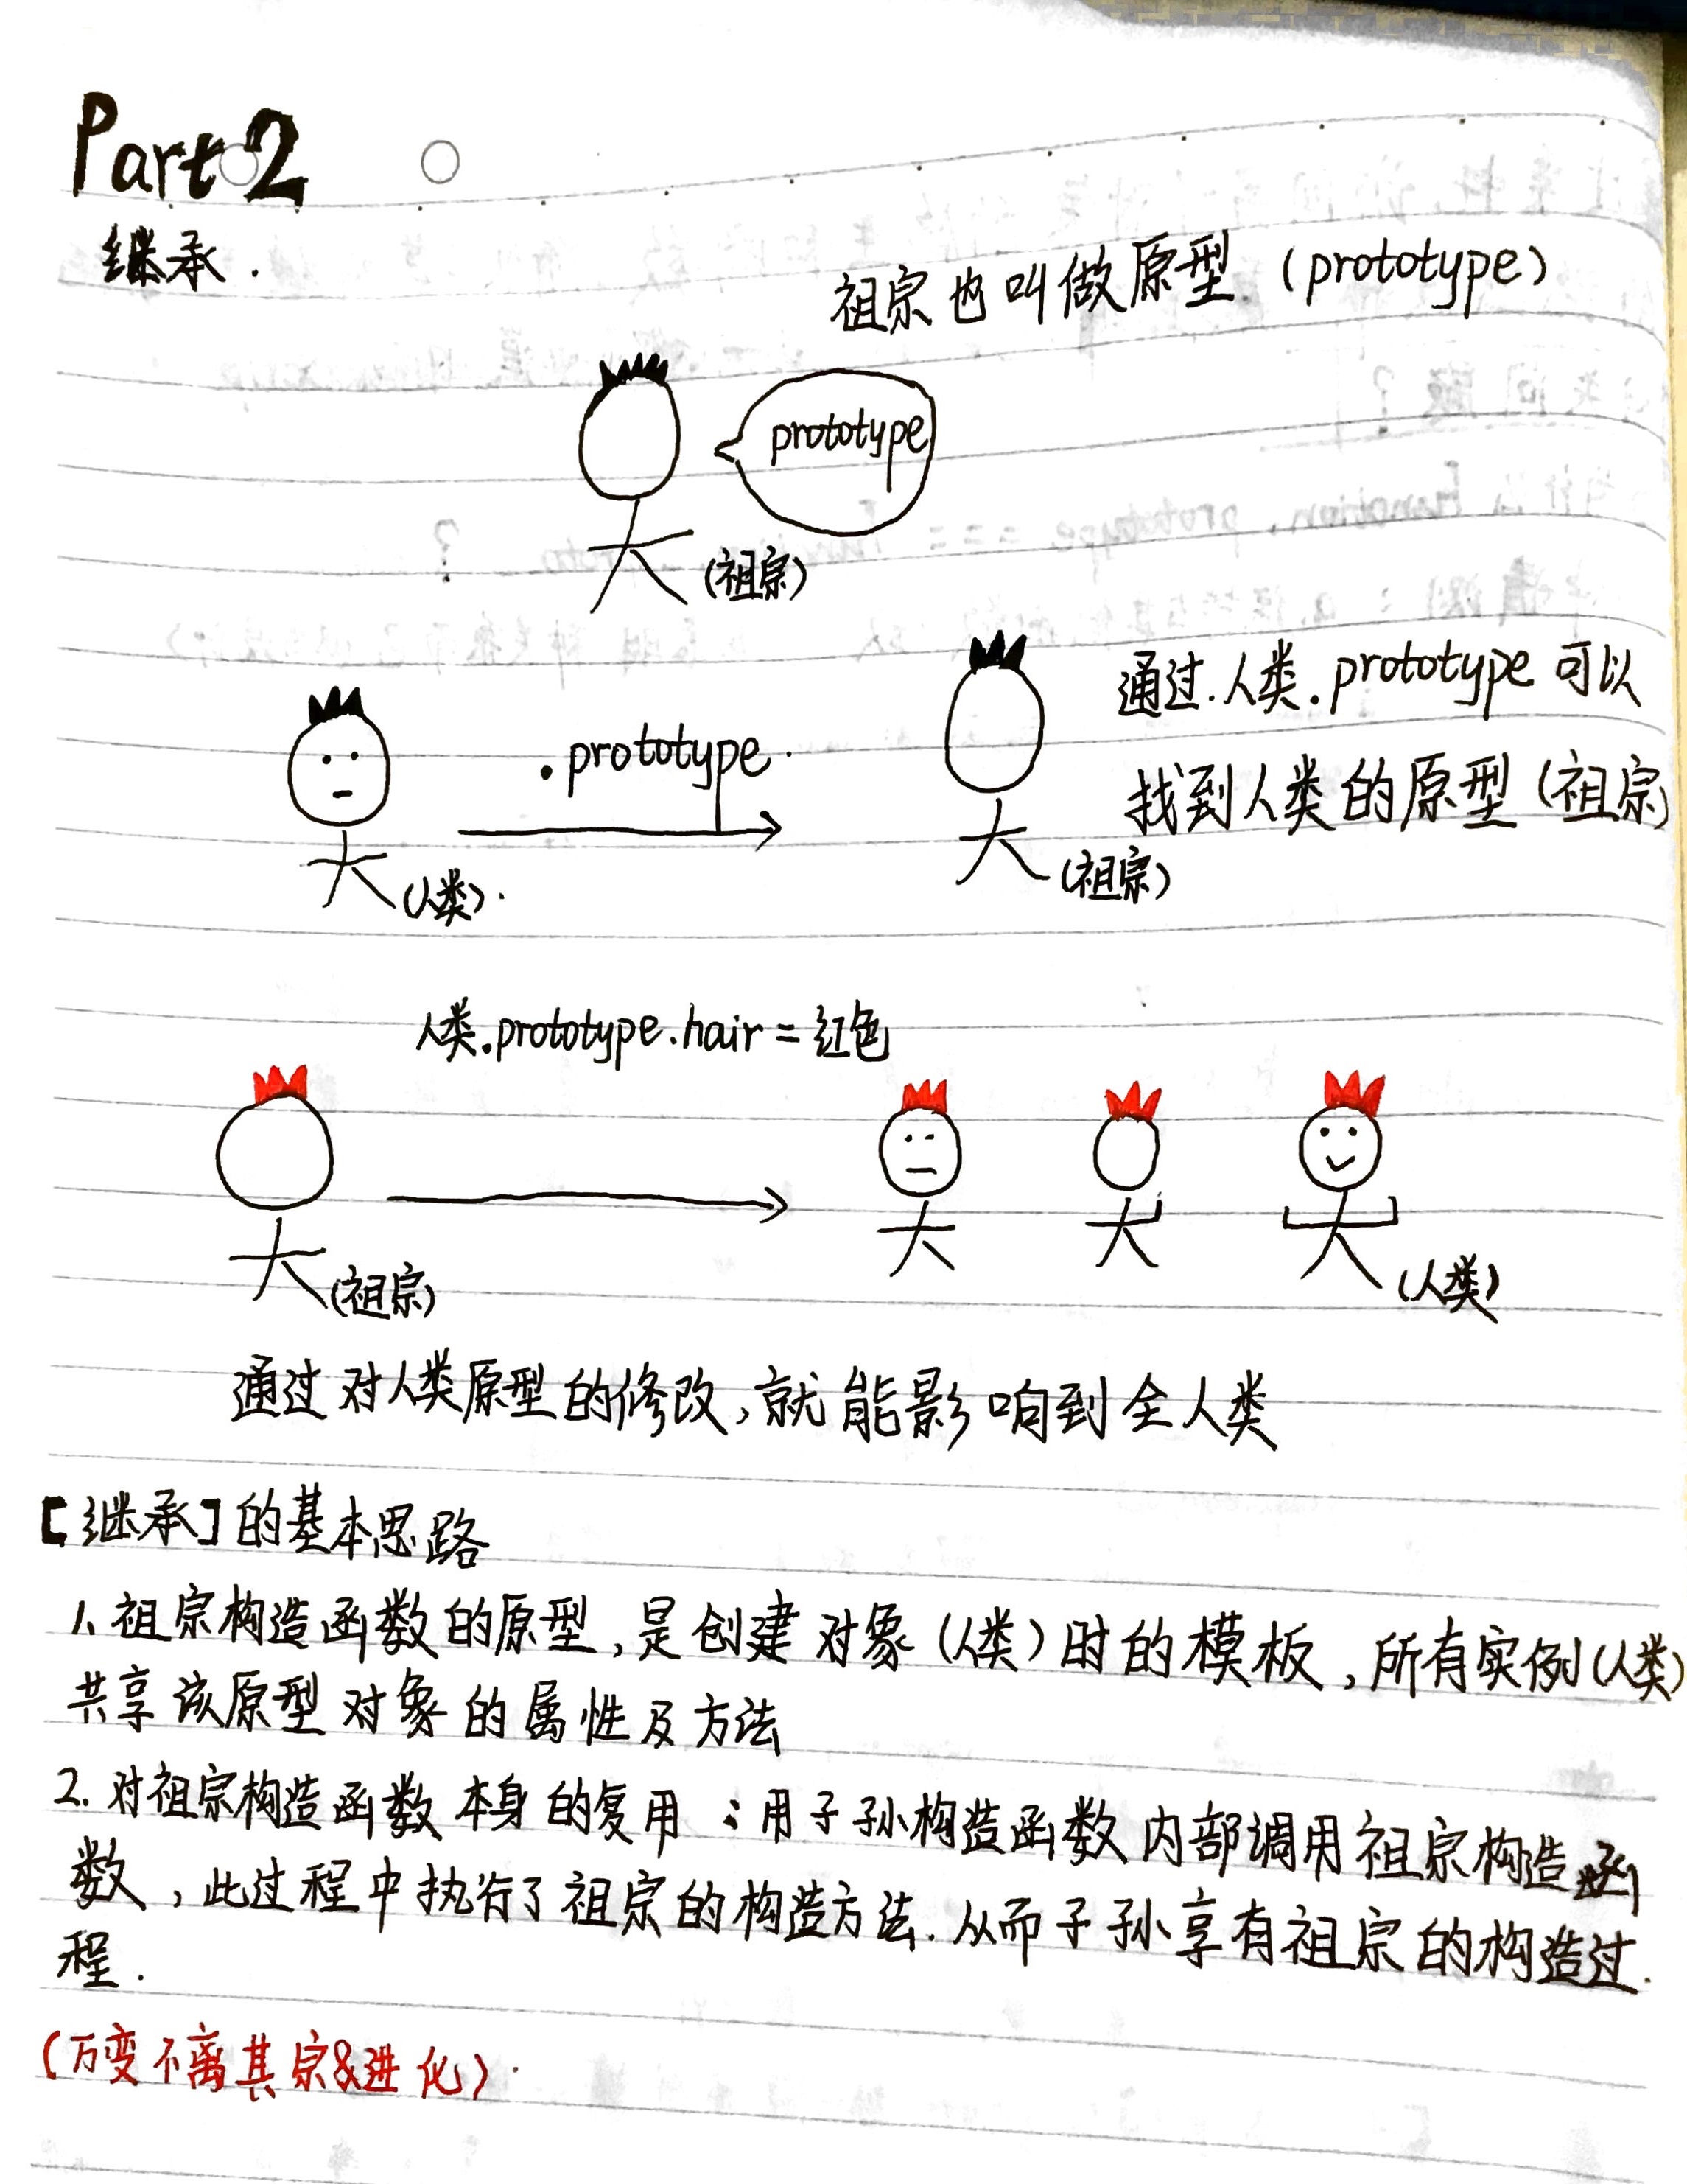 Part 2
继承.
祖宗也叫做原型 (prototype)
prototype
(祖宗)
通过.人类.prototype 可以
找到人类的原型 (祖宗)
.prototype.
(人类).
(祖宗)
人类.prototype.hair = 红色
(祖宗)
(人类)
通过对人类原型的修改,就能影响到全人类
[继承]的基本思路
1、祖宗构造函数的原型,是创建对象 (人类) 时的模板,所有实例(人类)
共享该原型对象的属性及方法
2. 对祖宗构造函数本身的复用:用子孙构造函数内部调用祖宗构造函
数,此过程中执行了祖宗的构造方法.从而子孙享有祖宗的构造过.
程.
(万变不离其宗&进化).